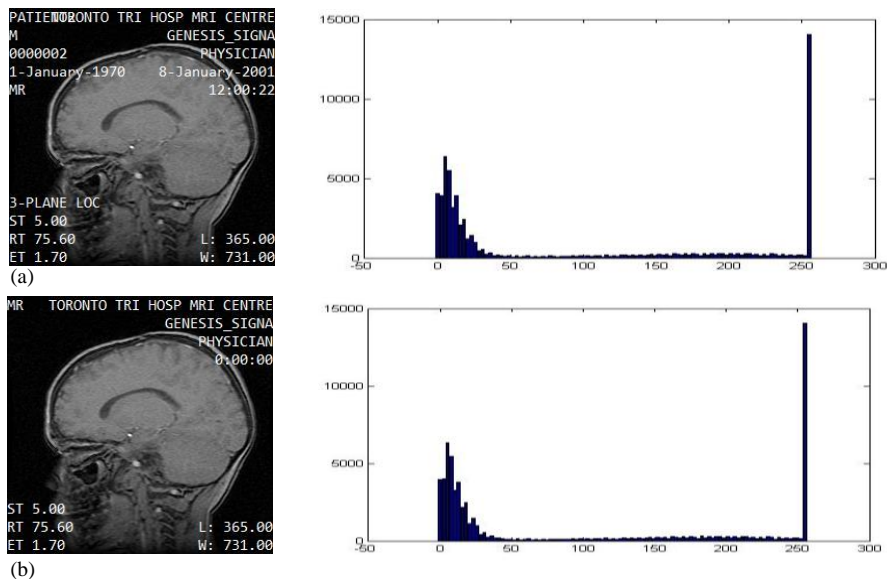 PATIENT02
TORONTO TRI HOSP MRI CENTRE
M GENESIS_SIGNA
0000002 PHYSICIAN
1-January-1970 8-January-2001
MR 12:00:22
3-PLANE LOC
ST 5.00
RT 75.60 L: 365.00
ET 1.70 W: 731.00
15000
10000
5000
0
-50 0 50 100 150 200 250 300
(a)
MR TORONTO TRI HOSP MRI CENTRE
GENESIS_SIGNA
PHYSICIAN
0:00:00
ST 5.00
RT 75.60 L: 365.00
ET 1.70 W: 731.00
15000
10000
5000
0
-50 0 50 100 150 200 250 300
(b)